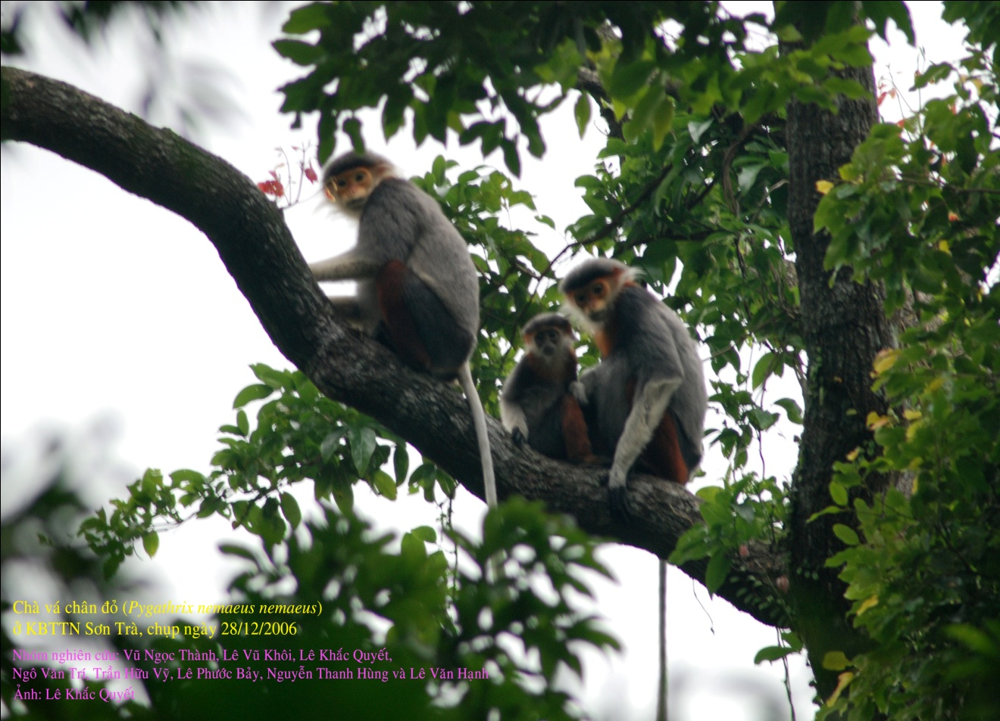 Chà vá chân đỏ (Pygathrix nemaeus nemaeus)
ở KBTTN Sơn Trà, chụp ngày 28/12/2006
Nhóm nghiên cứu: Vũ Ngọc Thành, Lê Vũ Khôi, Lê Khắc Quyết,
Ngô Văn Trí, Trần Hữu Vỹ, Lê Phước Bảy, Nguyễn Thanh Hùng và Lê Văn Hạnh
Ảnh: Lê Khắc Quyết